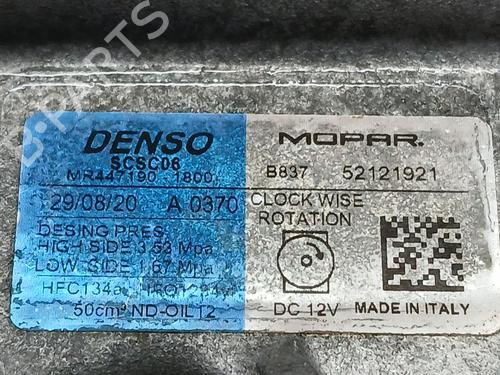 B-PARTS
DENSO
SCSC06
MR447190 1800
29/08/20 A 0370
DESING PRES.
HIGH SIDE 3.53 Mpa
LOW SIDE 1.67 Mpa
HFC134a
50cm³ ND-OIL12
MOPAR.
B837 52121921
CLOCK WISE
ROTATION
DC 12V MADE IN ITALY